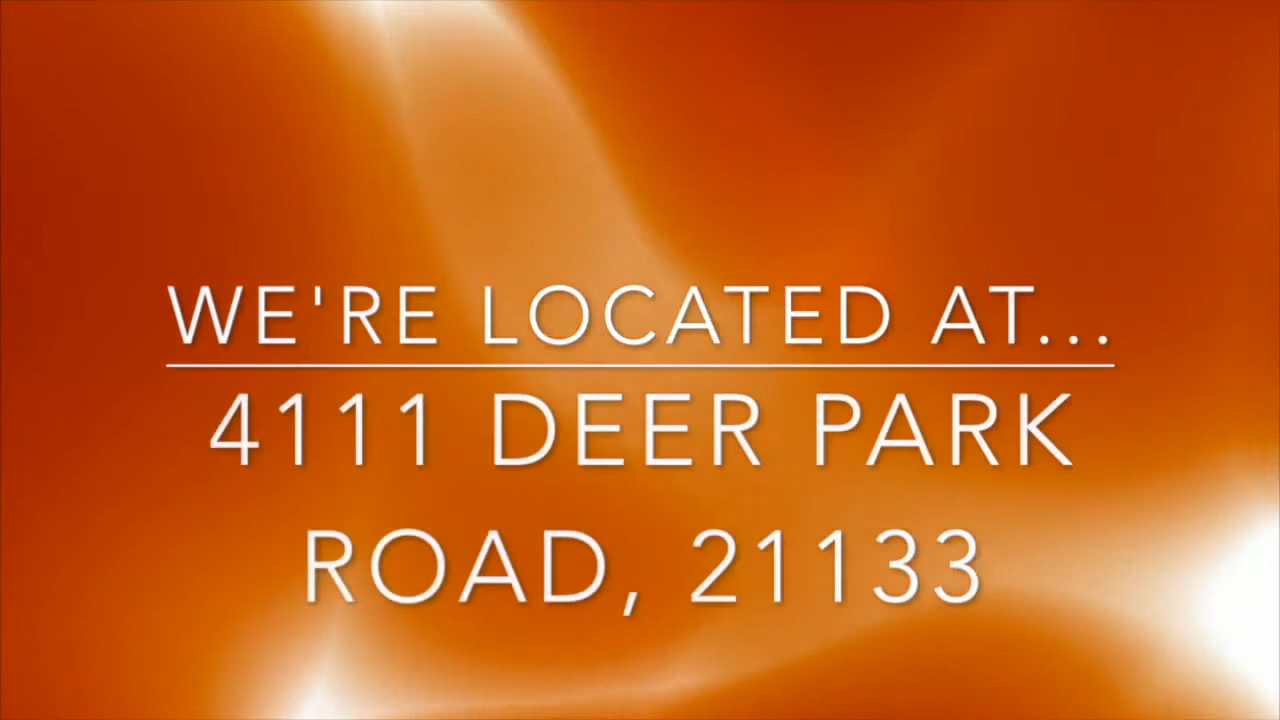 WE'RE LOCATED AT...
4111 DEER PARK
ROAD, 21133